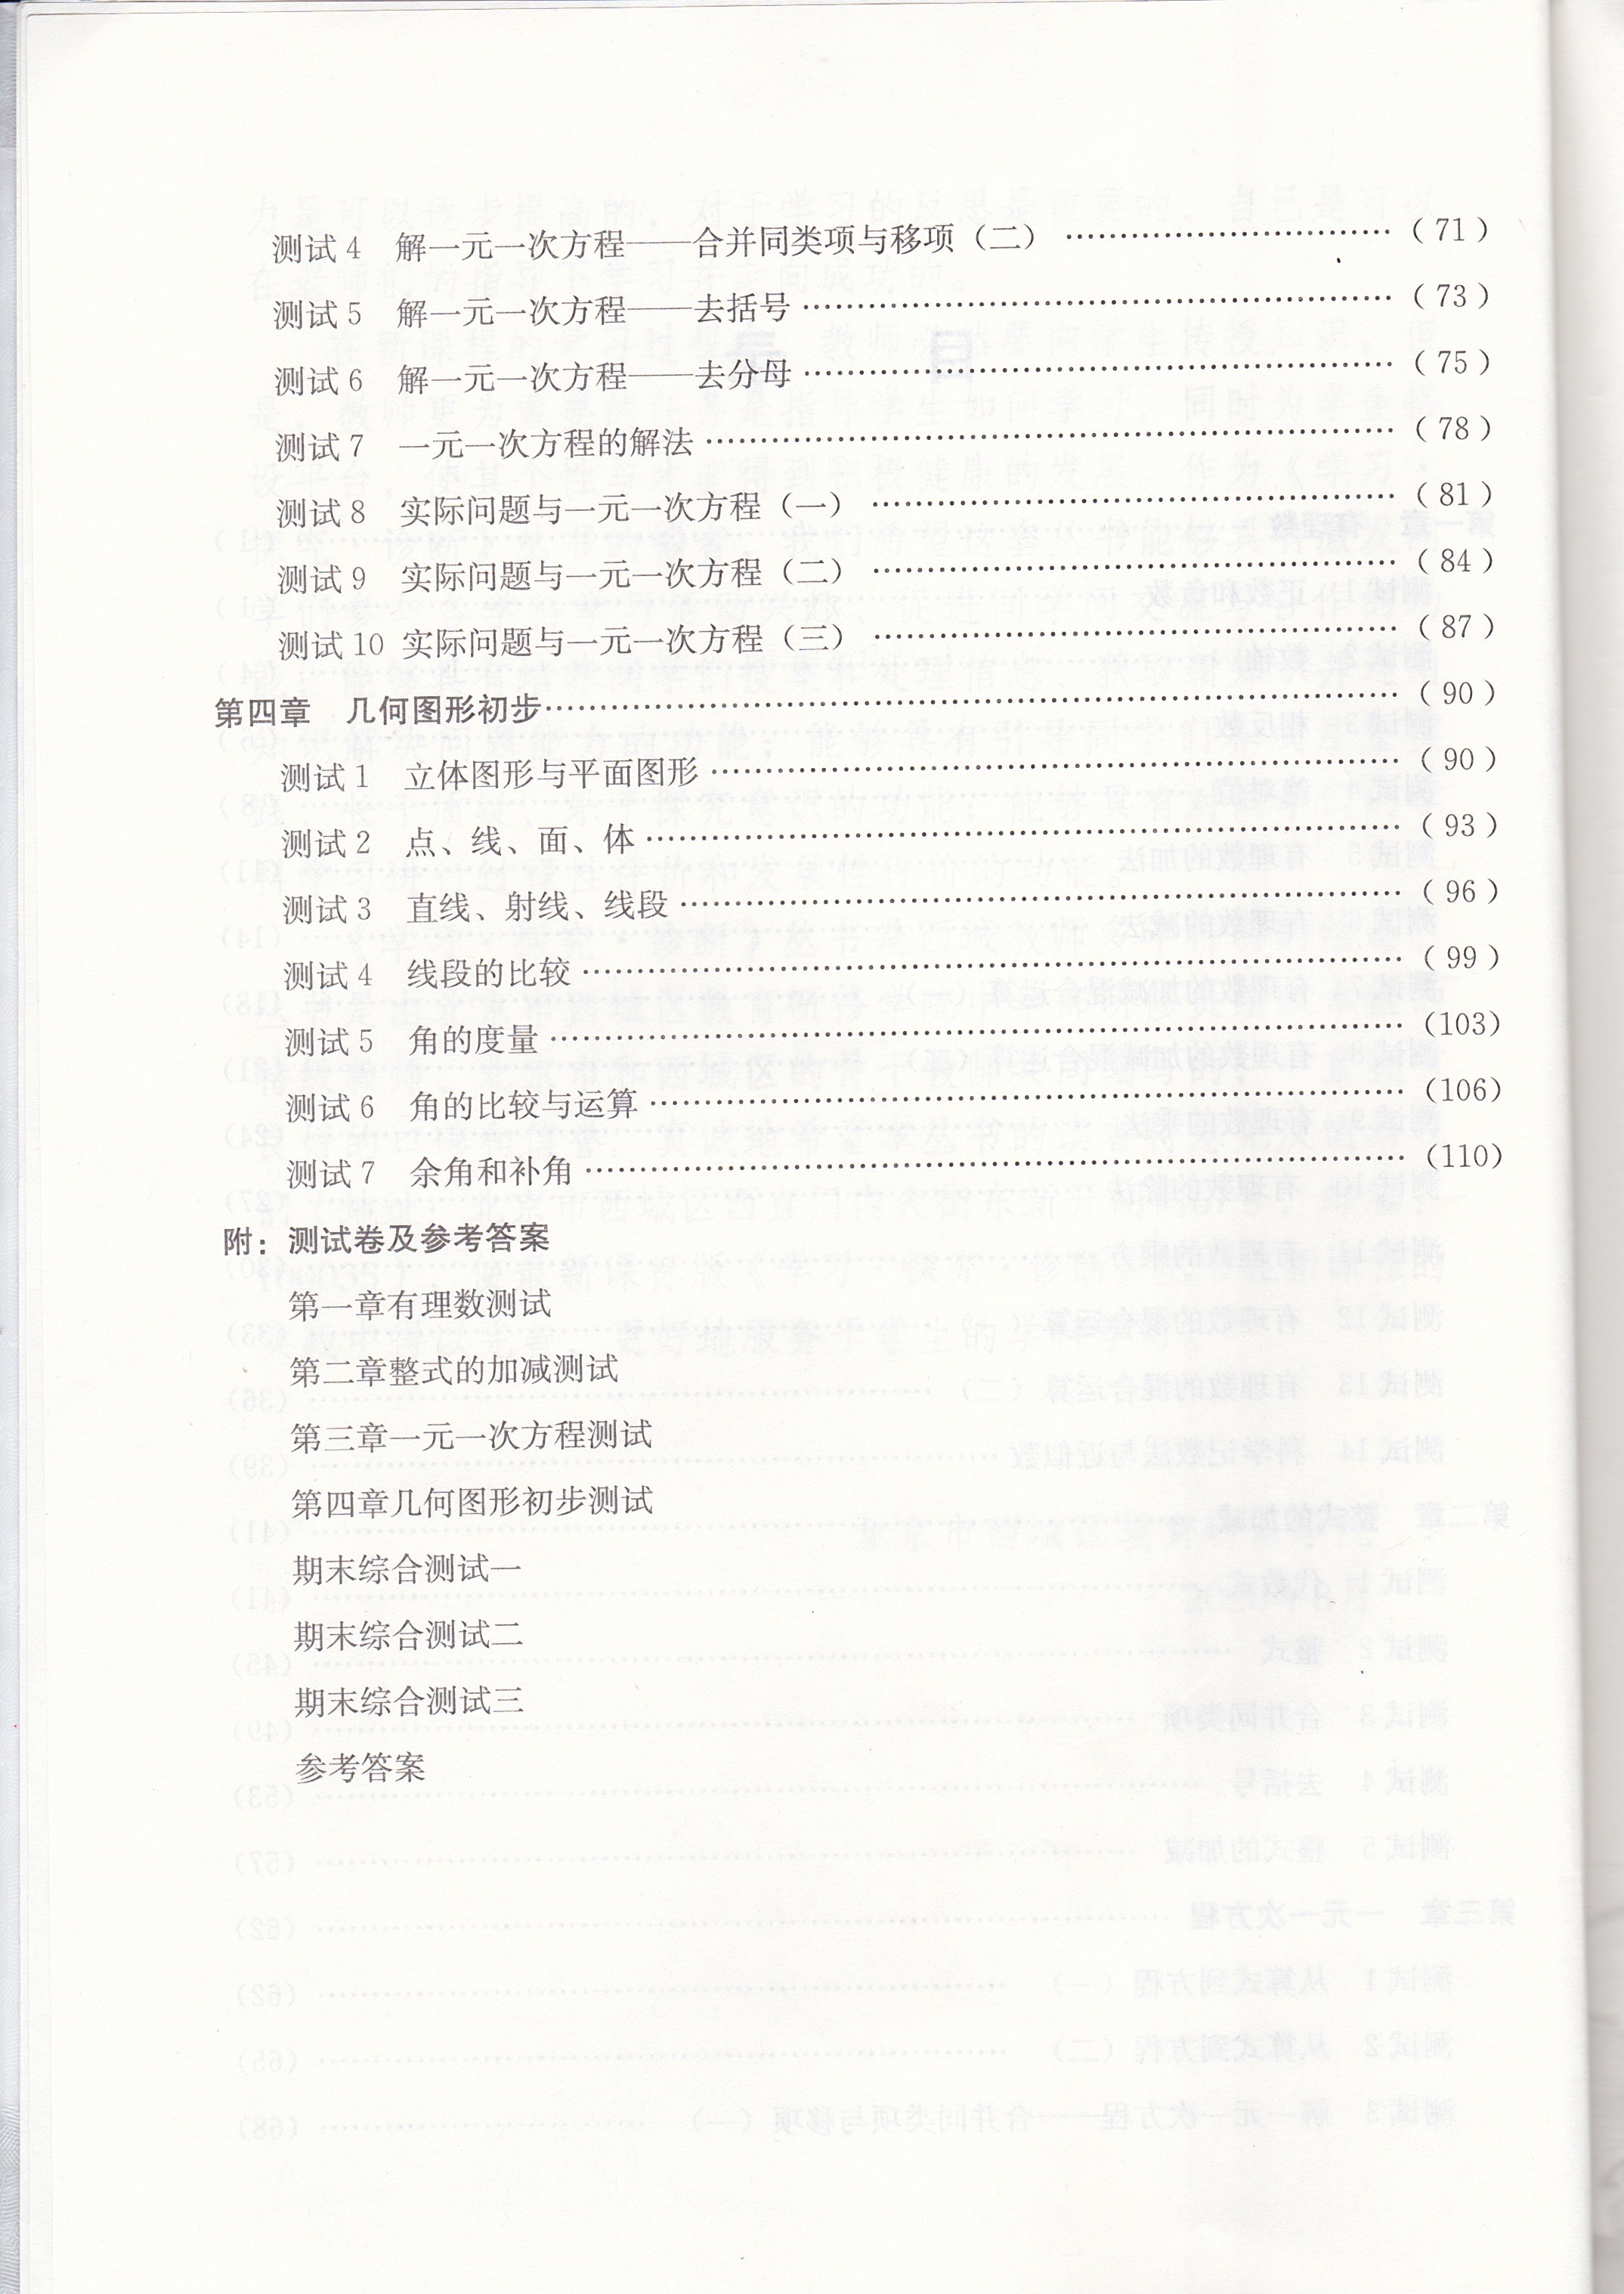 测试4 解一元一次方程——合并同类项与移项（二） …………………………（71）
测试5 解一元一次方程——去括号 ………………………………………………（73）
测试6 解一元一次方程——去分母 ………………………………………………（75）
测试7 一元一次方程的解法 ………………………………………………………（78）
测试8 实际问题与一元一次方程（一） …………………………………………（81）
测试9 实际问题与一元一次方程（二） …………………………………………（84）
测试10 实际问题与一元一次方程（三） …………………………………………（87）
第四章 几何图形初步……………………………………………………………………（90）
测试1 立体图形与平面图形 ………………………………………………………（90）
测试2 点、线、面、体 ……………………………………………………………（93）
测试3 直线、射线、线段 …………………………………………………………（96）
测试4 线段的比较 …………………………………………………………………（99）
测试5 角的度量 ……………………………………………………………………（103）
测试6 角的比较与运算 ……………………………………………………………（106）
测试7 余角和补角 …………………………………………………………………（110）
附：测试卷及参考答案
第一章有理数测试
第二章整式的加减测试
第三章一元一次方程测试
第四章几何图形初步测试
期末综合测试一
期末综合测试二
期末综合测试三
参考答案